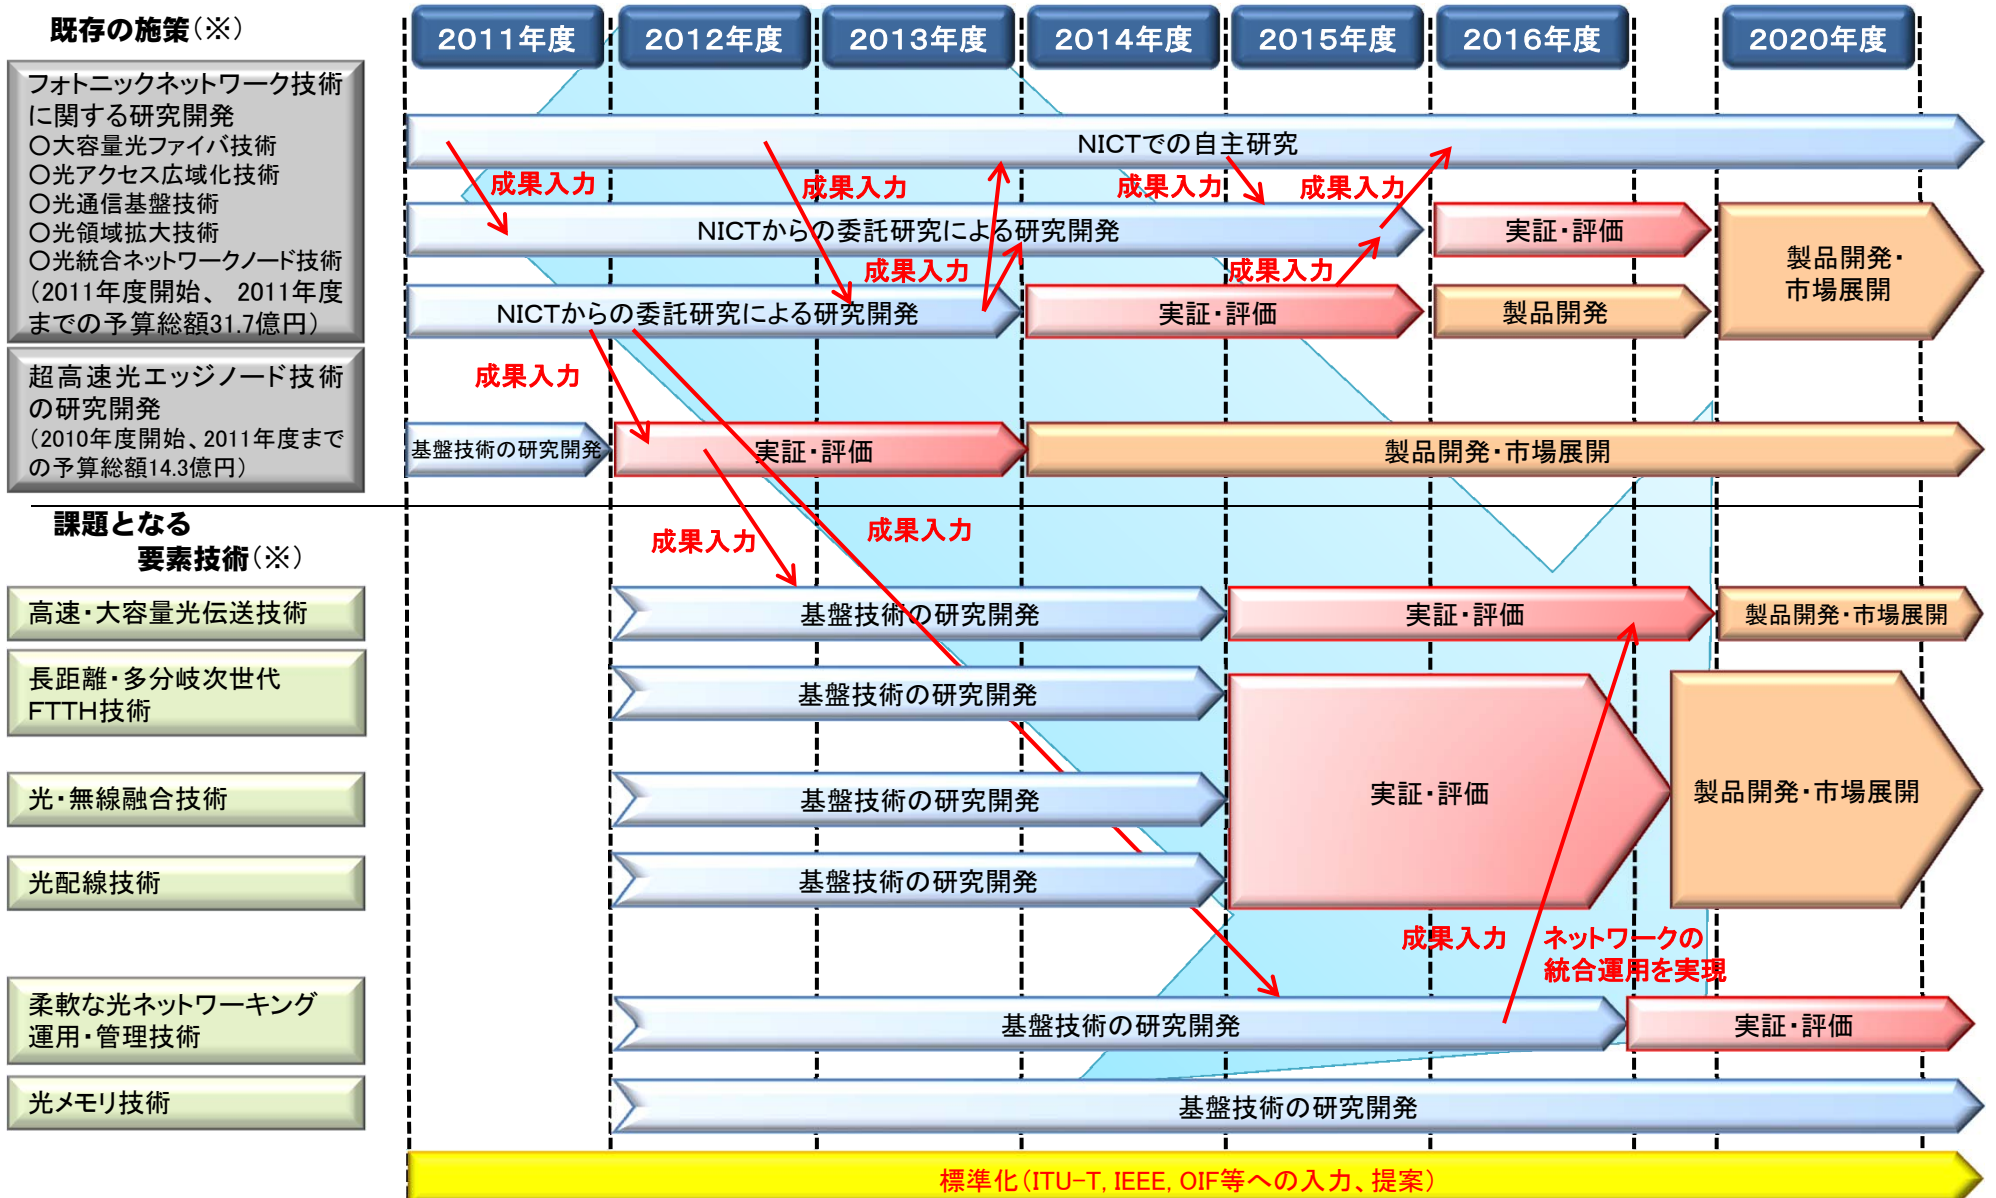 既存の施策(※)
2011年度
2012年度
2013年度
2014年度
2015年度
2016年度
2020年度
フォトニックネットワーク技術
に関する研究開発
○大容量光ファイバ技術
○光アクセス広域化技術
○光通信基盤技術
○光領域拡大技術
○光統合ネットワークノード技術
(2011年度開始、 2011年度
までの予算総額31.7億円)
NICTでの自主研究
成果入力
成果入力
成果入力
成果入力
NICTからの委託研究による研究開発
実証・評価
製品開発・
市場展開
成果入力
成果入力
NICTからの委託研究による研究開発
実証・評価
製品開発
超高速光エッジノード技術
の研究開発
(2010年度開始、2011年度まで
の予算総額14.3億円)
成果入力
基盤技術の研究開発
実証・評価
製品開発・市場展開
課題となる
要素技術(※)
成果入力
成果入力
高速・大容量光伝送技術
基盤技術の研究開発
実証・評価
製品開発・市場展開
長距離・多分岐次世代
FTTH技術
基盤技術の研究開発
光・無線融合技術
基盤技術の研究開発
実証・評価
製品開発・市場展開
光配線技術
基盤技術の研究開発
成果入力
ネットワークの
統合運用を実現
柔軟な光ネットワーキング
運用・管理技術
基盤技術の研究開発
実証・評価
光メモリ技術
基盤技術の研究開発
標準化(ITU-T, IEEE, OIF等への入力、提案)